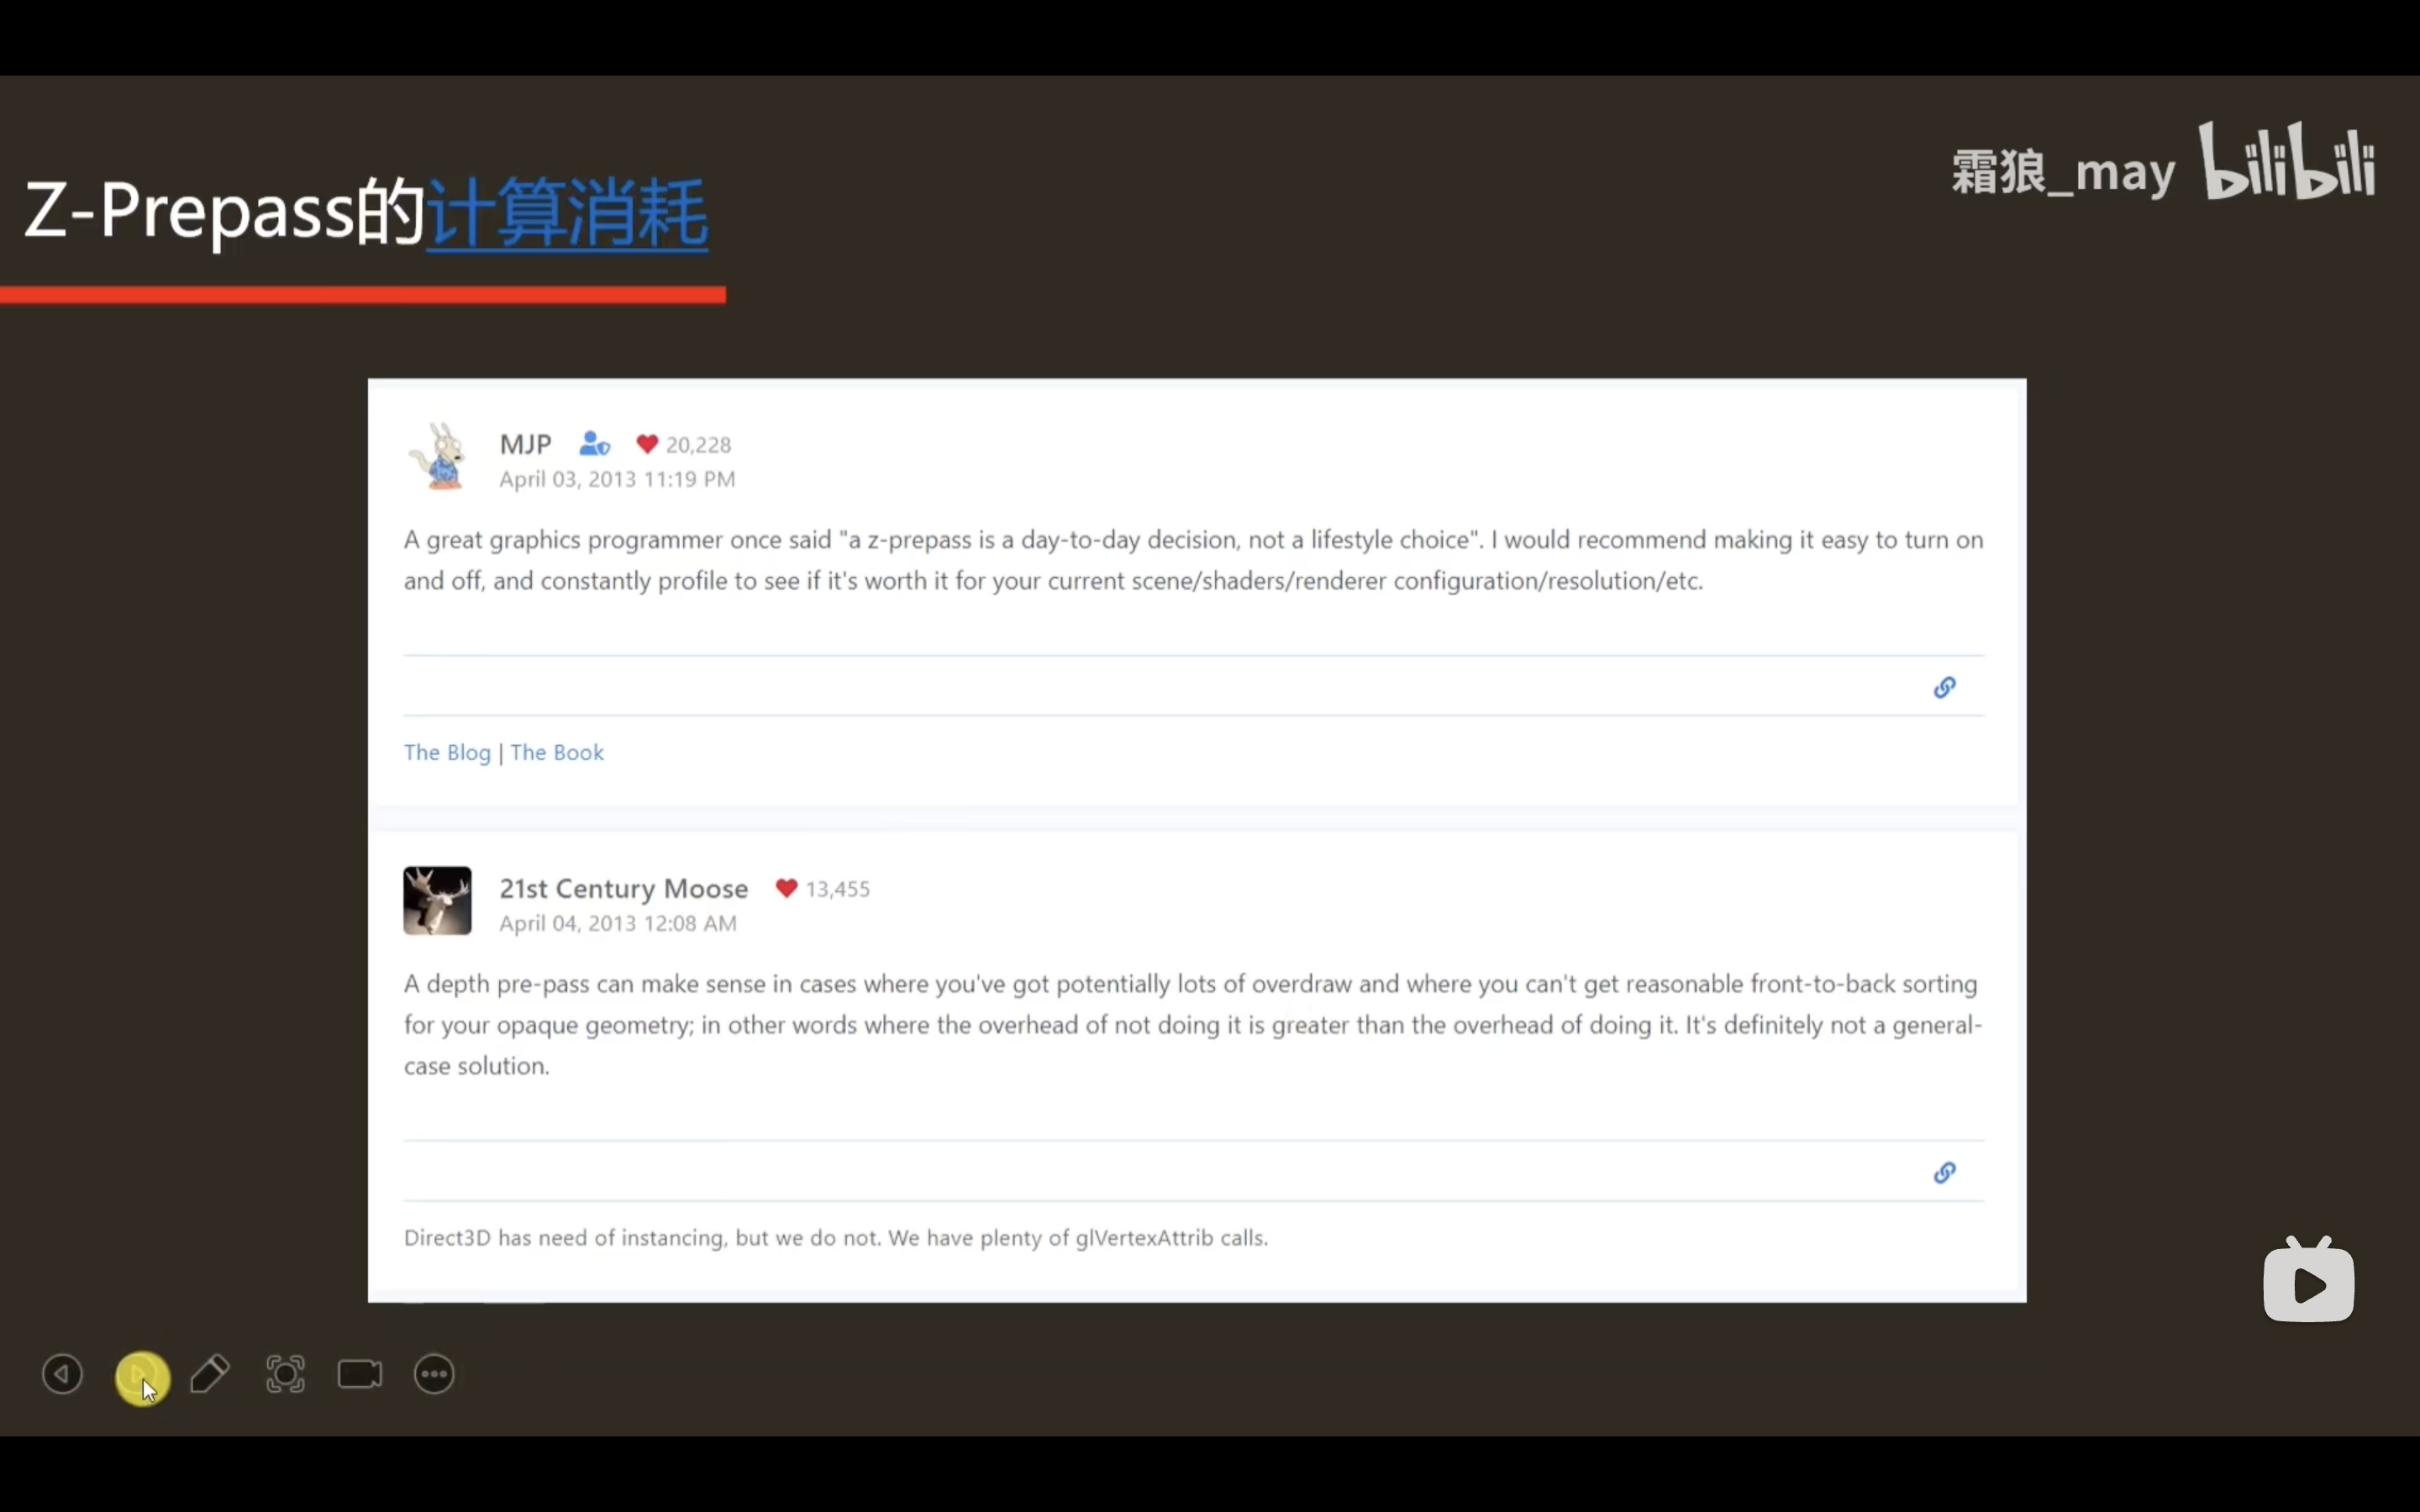 霜狼_may bilibili
Z-Prepass的计算消耗
MJP 20,228
April 03, 2013 11:19 PM
A great graphics programmer once said "a z-prepass is a day-to-day decision, not a lifestyle choice". I would recommend making it easy to turn on
and off, and constantly profile to see if it's worth it for your current scene/shaders/renderer configuration/resolution/etc.
The Blog | The Book
21st Century Moose 13,455
April 04, 2013 12:08 AM
A depth pre-pass can make sense in cases where you've got potentially lots of overdraw and where you can't get reasonable front-to-back sorting
for your opaque geometry; in other words where the overhead of not doing it is greater than the overhead of doing it. It's definitely not a general-
case solution.
Direct3D has need of instancing, but we do not. We have plenty of glVertexAttrib calls.